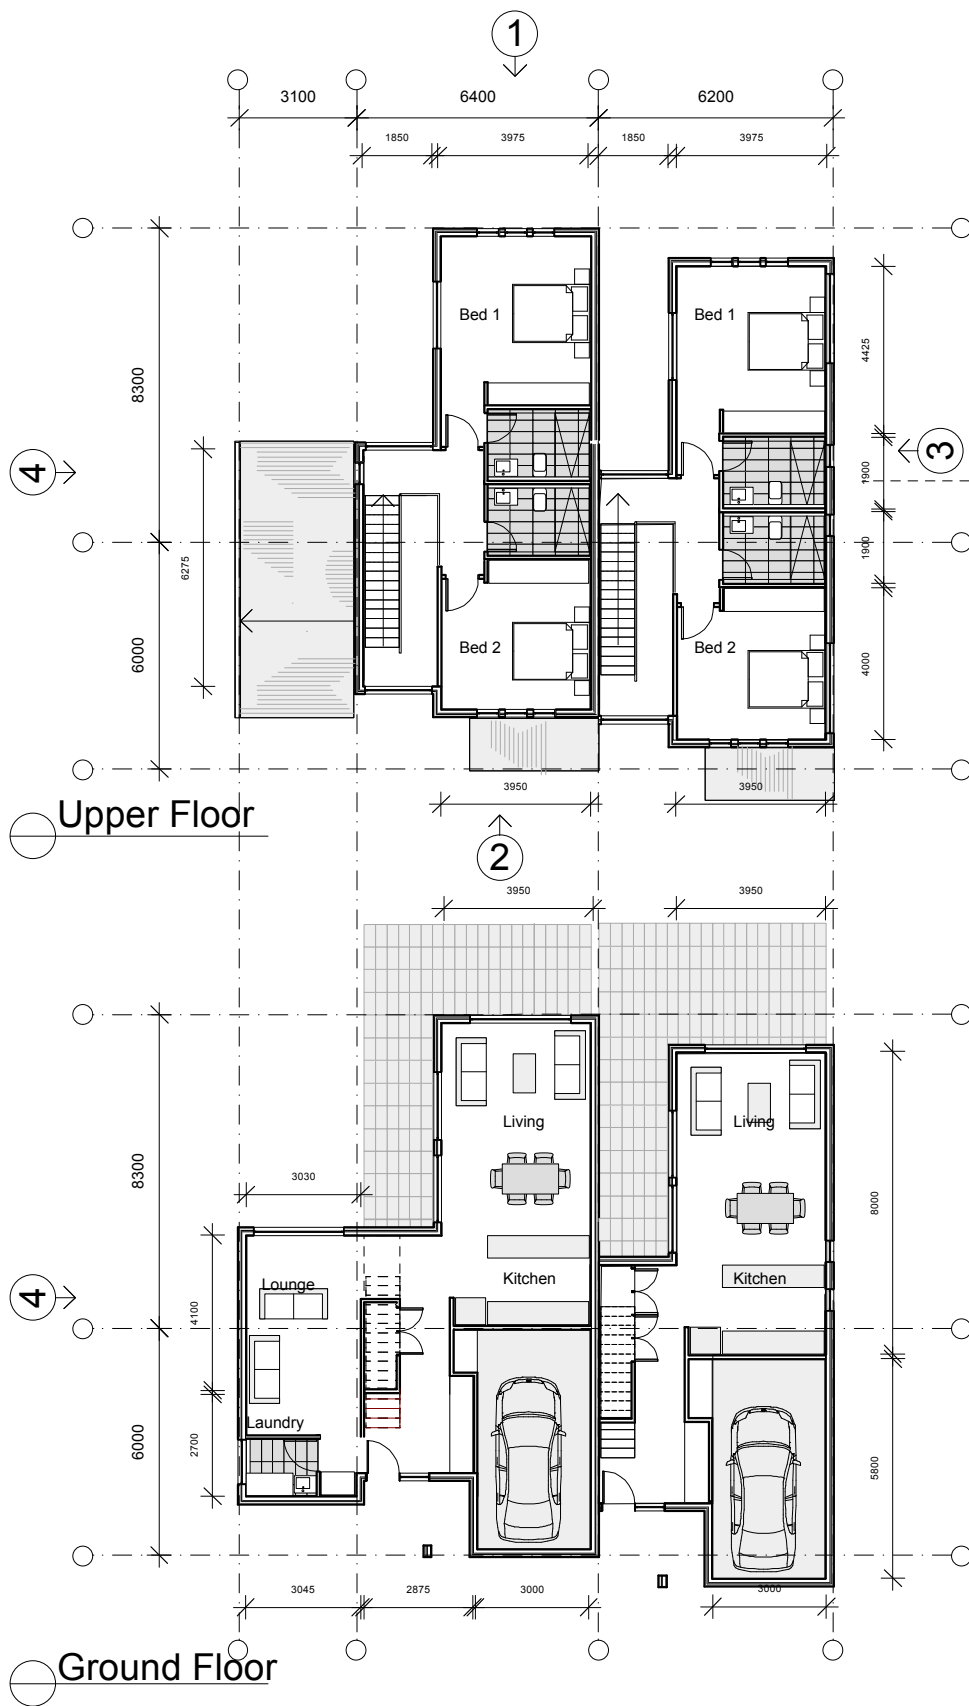 1
3100
6400
6200
1850
3975
1850
3975
Bed 1
Bed 1
4425
8300
4
3
1900
6275
1900
Bed 2
Bed 2
6000
4000
3950
3950
Upper Floor
2
3950
3950
Living
Living
8300
3030
8000
Lounge
Kitchen
Kitchen
4
4100
Laundry
2700
6000
5800
3045
2875
3000
3000
Ground Floor